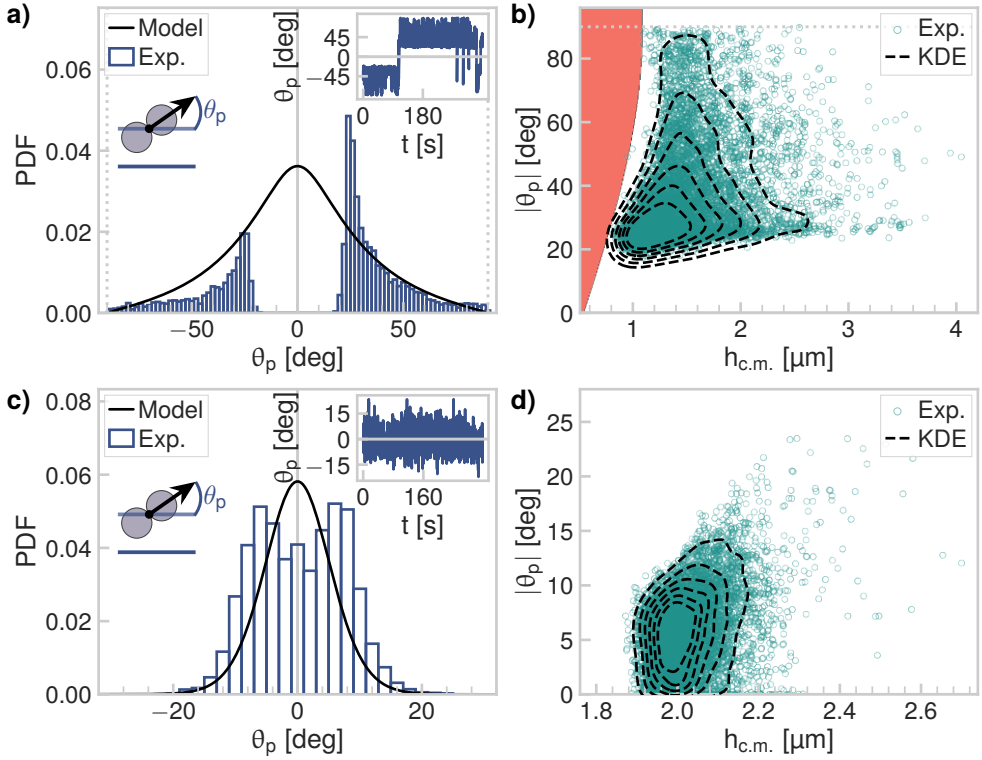 a)
Model
Exp.
θp [deg]
45
0
−45
0
180
t [s]
θp
PDF
0.06
0.04
0.02
0.00
−50
0
50
θp [deg]
b)
Exp.
KDE
|θp| [deg]
80
60
40
20
0
1
2
3
4
hc.m. [μm]
c)
Model
Exp.
θp [deg]
15
0
−15
0
160
t [s]
θp
PDF
0.08
0.06
0.04
0.02
0.00
−20
0
20
θp [deg]
d)
Exp.
KDE
|θp| [deg]
25
20
15
10
5
0
1.8
2.0
2.2
2.4
2.6
hc.m. [μm]